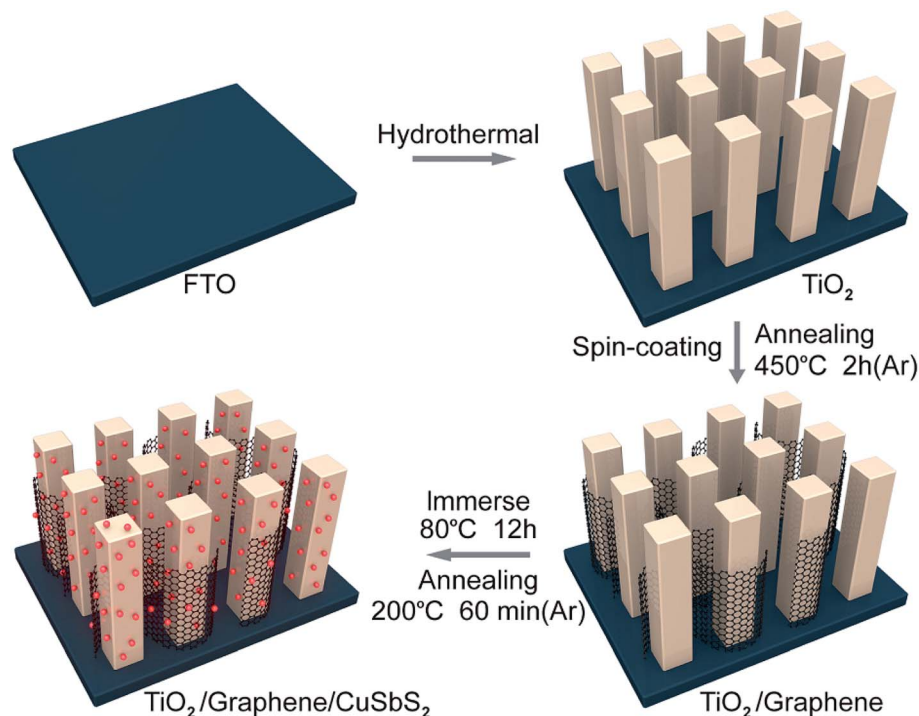 Hydrothermal
FTO
TiO₂
Spin-coating
Annealing
450°C 2h(Ar)
Immerse
80°C 12h
Annealing
200°C 60 min(Ar)
TiO₂/Graphene/CuSbS₂
TiO₂/Graphene